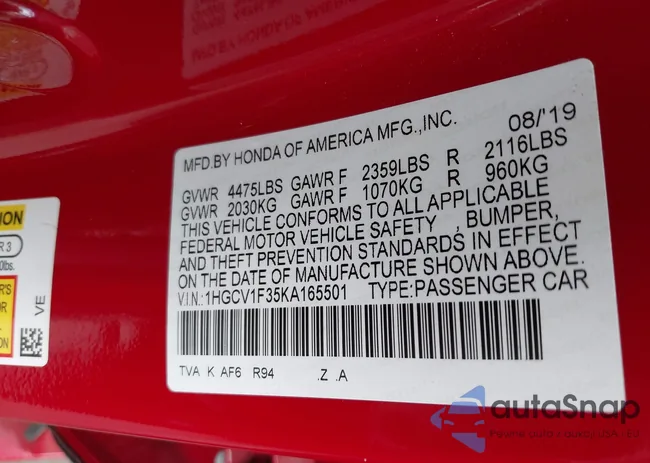 MFD.BY HONDA OF AMERICA MFG.,INC. 08/'19
GVWR 4475LBS GAWR F 2359LBS R 2116LBS
GVWR 2030KG GAWR F 1070KG R 960KG
THIS VEHICLE CONFORMS TO ALL APPLICABLE
FEDERAL MOTOR VEHICLE SAFETY , BUMPER,
AND THEFT PREVENTION STANDARDS IN EFFECT
ON THE DATE OF MANUFACTURE SHOWN ABOVE.
V.I.N.:1HGCV1F35KA165501 TYPE:PASSENGER CAR
TVA K AF6 R94 .Z .A
VE
autaSnap